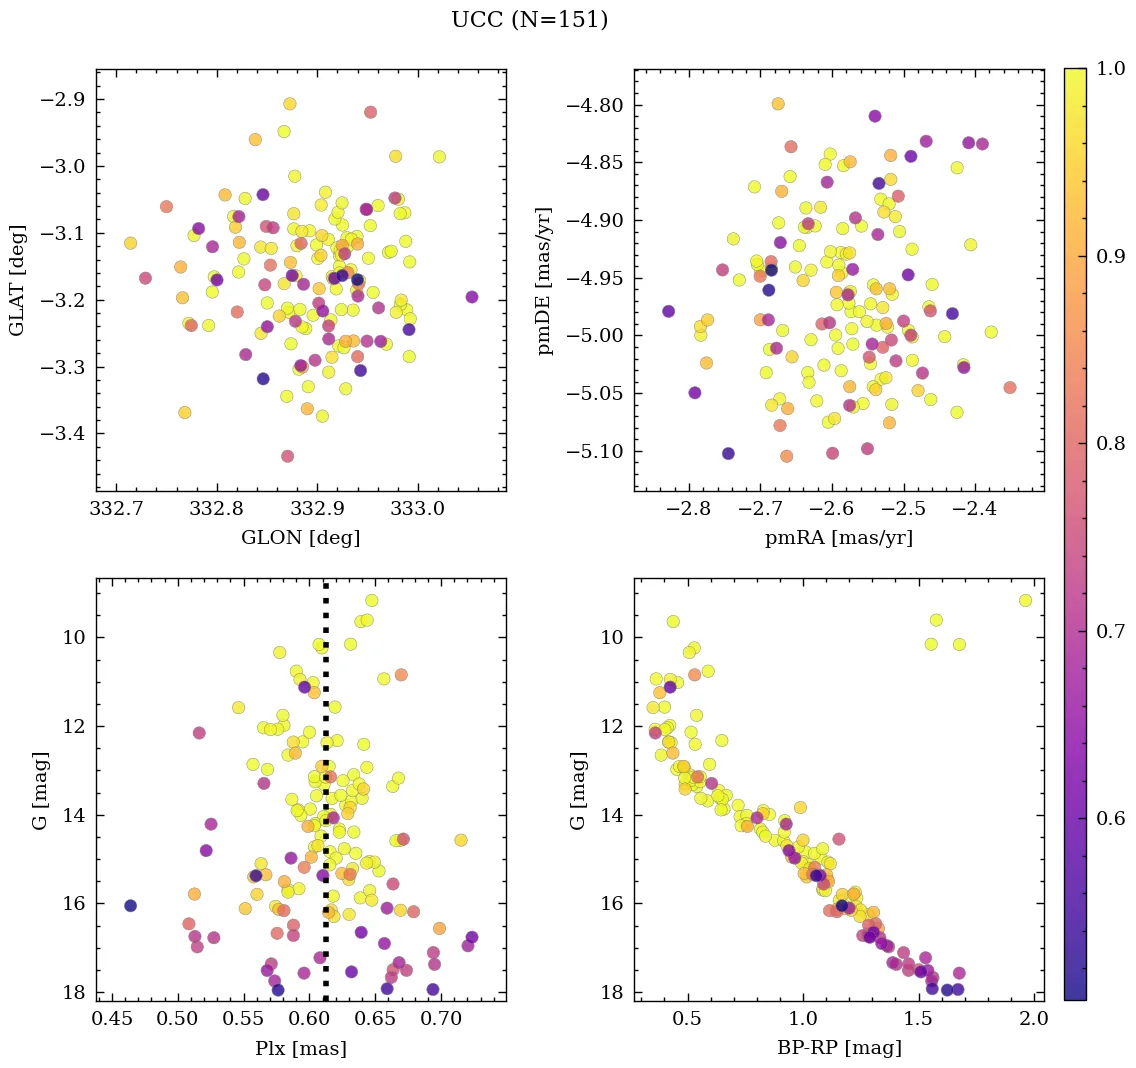 UCC (N=151)
−2.9
−3.0
−3.1
−3.2
−3.3
−3.4
GLAT [deg]
332.7 332.8 332.9 333.0
GLON [deg]
−4.80
−4.85
−4.90
−4.95
−5.00
−5.05
−5.10
pmDE [mas/yr]
−2.8 −2.7 −2.6 −2.5 −2.4
pmRA [mas/yr]
10
12
14
16
18
G [mag]
0.45 0.50 0.55 0.60 0.65 0.70
Plx [mas]
10
12
14
16
18
G [mag]
0.5 1.0 1.5 2.0
BP-RP [mag]
1.0
0.9
0.8
0.7
0.6